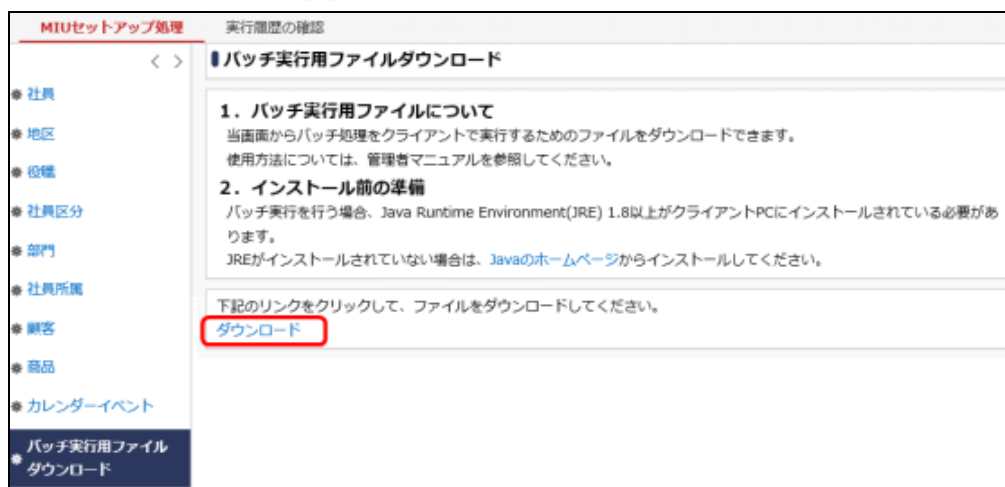 MIUセットアップ処理 実行履歴の確認
< >
社員
地区
役職
社員区分
部門
社員所属
顧客
商品
カレンダーイベント
バッチ実行用ファイル
ダウンロード
バッチ実行用ファイルダウンロード
1. バッチ実行用ファイルについて
当画面からバッチ処理をクライアントで実行するためのファイルをダウンロードできます。
使用方法については、管理者マニュアルを参照してください。
2. インストール前の準備
バッチ実行を行う場合、Java Runtime Environment(JRE) 1.8以上がクライアントPCにインストールされている必要があ
ります。
JREがインストールされていない場合は、Javaのホームページからインストールしてください。
下記のリンクをクリックして、ファイルをダウンロードしてください。
ダウンロード